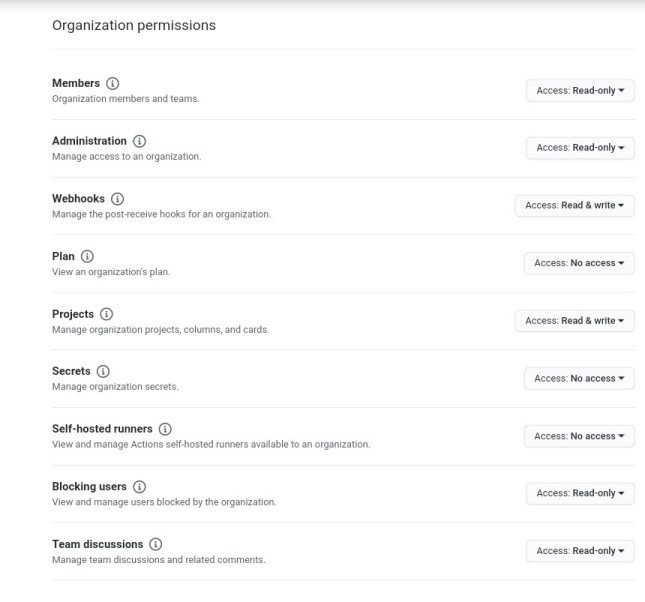 Organization permissions
Members
Access: Read-only
Organization members and teams.
Administration
Access: Read-only
Manage access to an organization.
Webhooks
Access: Read & write
Manage the post-receive hooks for an organization.
Plan
Access: No access
View an organization's plan.
Projects
Access: Read & write
Manage organization projects, columns, and cards.
Secrets
Access: No access
Manage organization secrets.
Self-hosted runners
Access: No access
View and manage Actions self-hosted runners available to an organization.
Blocking users
Access: Read-only
View and manage users blocked by the organization.
Team discussions
Access: Read-only
Manage team discussions and related comments.